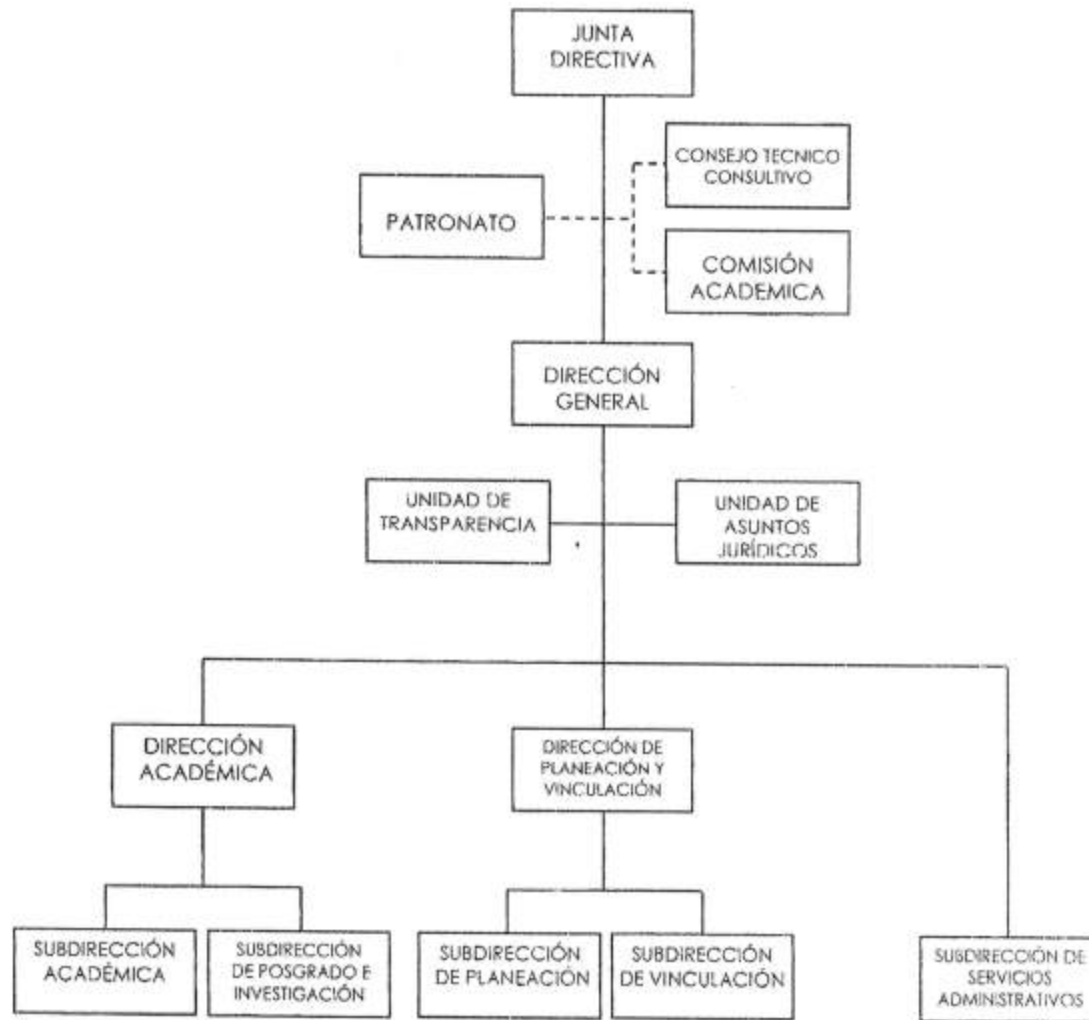 JUNTA
DIRECTIVA
CONSEJO TECNICO
CONSULTIVO
PATRONATO
COMISIÓN
ACADEMICA
DIRECCIÓN
GENERAL
UNIDAD DE
TRANSPARENCIA
UNIDAD DE
ASUNTOS
JURÍDICOS
DIRECCIÓN
ACADÉMICA
DIRECCIÓN DE
PLANEACIÓN Y
VINCULACIÓN
SUBDIRECCIÓN
ACADÉMICA
SUBDIRECCIÓN
DE POSGRADO E
INVESTIGACIÓN
SUBDIRECCIÓN
DE PLANEACIÓN
SUBDIRECCIÓN
DE VINCULACIÓN
SUBDIRECCIÓN DE
SERVICIOS
ADMINISTRATIVOS